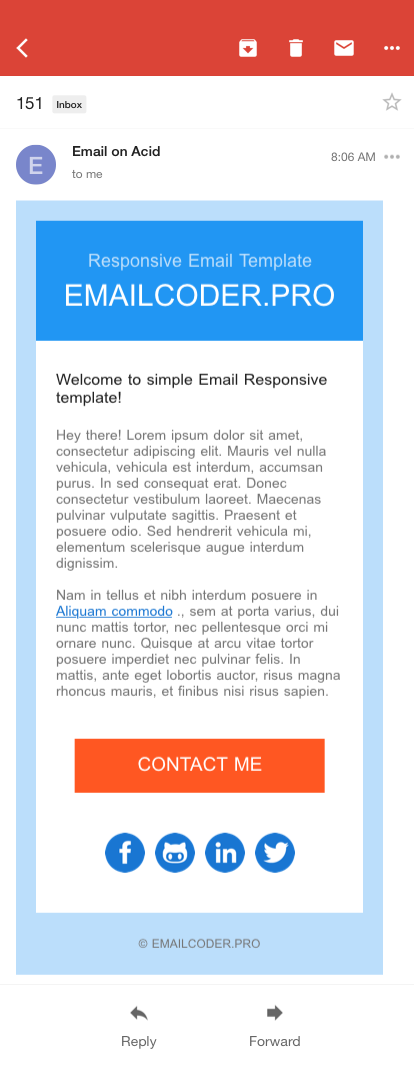 151 Inbox
Email on Acid
8:06 AM
to me
E
Responsive Email Template
EMAILCODER.PRO
Welcome to simple Email Responsive
template!
Hey there! Lorem ipsum dolor sit amet,
consectetur adipiscing elit. Mauris vel nulla
vehicula, vehicula est interdum, accumsan
purus. In sed consequat erat. Donec
consectetur vestibulum laoreet. Maecenas
pulvinar vulputate sagittis. Praesent et
posuere odio. Sed hendrerit vehicula mi,
elementum scelerisque augue interdum
dignissim.
Nam in tellus et nibh interdum posuere in
Aliquam commodo ., sem at porta varius, dui
nunc mattis tortor, nec pellentesque orci mi
ornare nunc. Quisque at arcu vitae tortor
posuere imperdiet nec pulvinar felis. In
mattis, ante eget lobortis auctor, risus magna
rhoncus mauris, et finibus nisi risus sapien.
CONTACT ME
© EMAILCODER.PRO
Reply
Forward